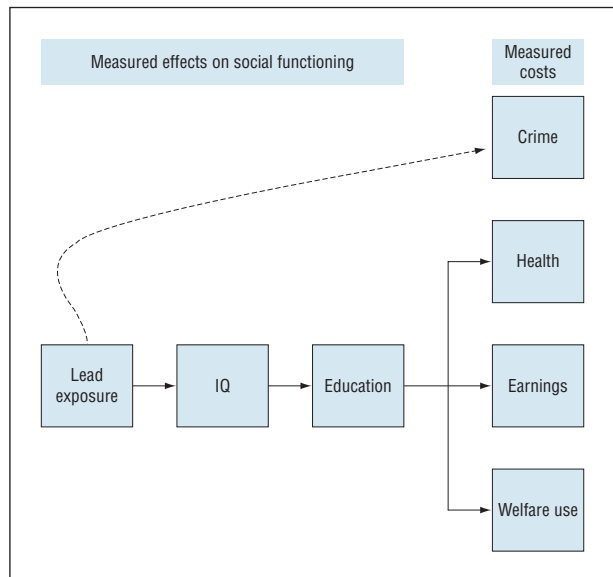 Measured effects on social functioning
Measured
costs
Crime
Health
Lead
exposure
IQ
Education
Earnings
Welfare use